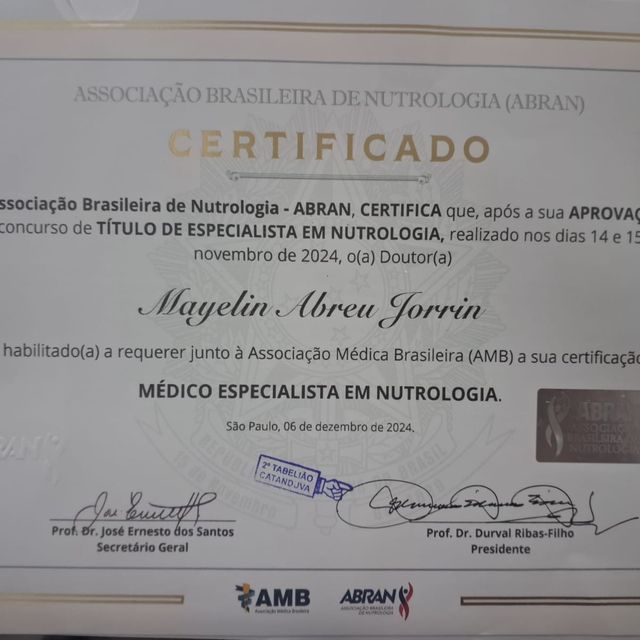 ASSOCIAÇÃO BRASILEIRA DE NUTROLOGIA (ABRAN)
CERTIFICADO
ssociação Brasileira de Nutrologia - ABRAN, CERTIFICA que, após a sua APROVAÇ
concurso de TÍTULO DE ESPECIALISTA EM NUTROLOGIA, realizado nos dias 14 e 15
novembro de 2024, o(a) Doutor(a)
Mayelin Abreu Jorrin
habilitado(a) a requerer junto à Associação Médica Brasileira (AMB) a sua certificação
MÉDICO ESPECIALISTA EM NUTROLOGIA.
São Paulo, 06 de dezembro de 2024.
ABRAN
ASSOCIAÇÃO
BRASILEIRA DE
NUTROLOGIA
2º TABELIÃO
CATANDUVA
Prof. Dr. José Ernesto dos Santos
Secretário Geral
Prof. Dr. Durval Ribas-Filho
Presidente
AMB
Associação Médica Brasileira
ABRAN
ASSOCIAÇÃO BRASILEIRA
DE NUTROLOGIA